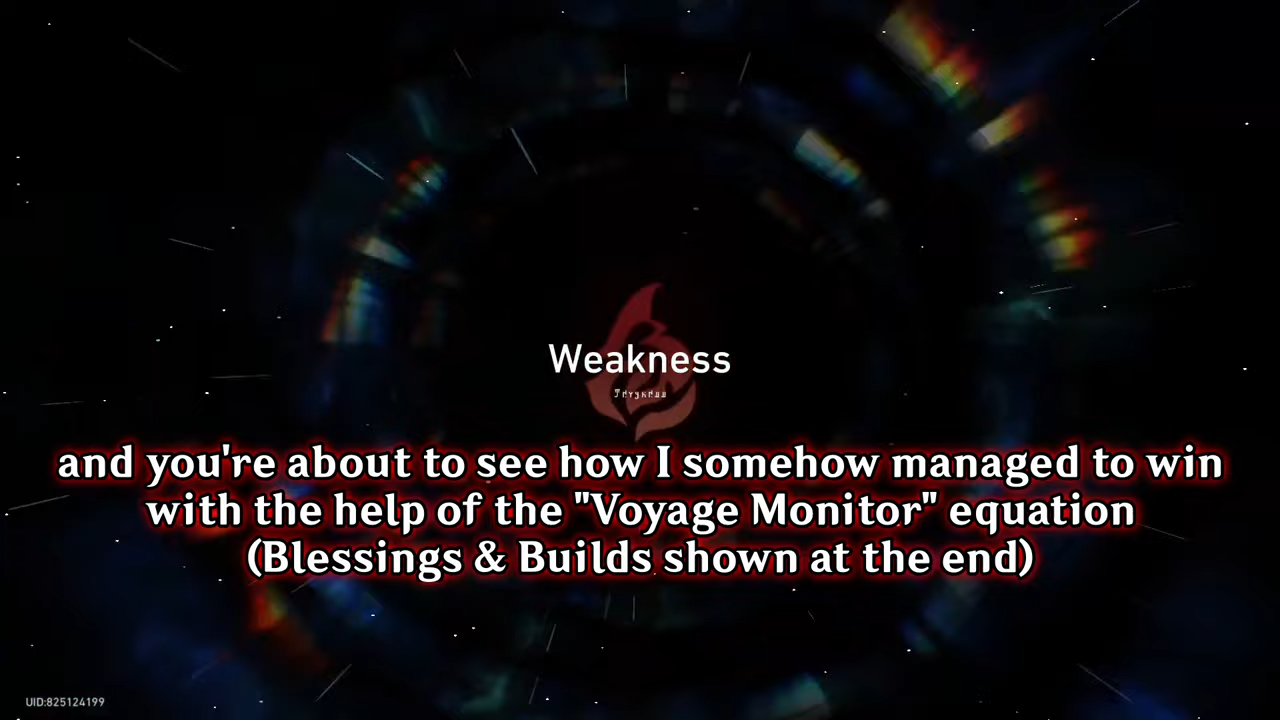 Weakness
and you're about to see how I somehow managed to win
with the help of the "Voyage Monitor" equation
(Blessings & Builds shown at the end)
UID:825124199